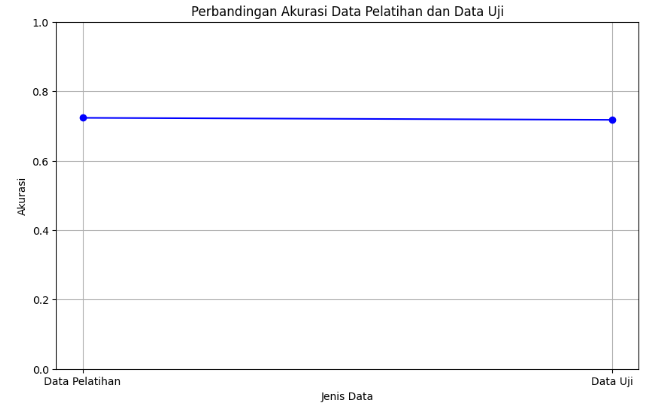 Perbandingan Akurasi Data Pelatihan dan Data Uji
1.0
0.8
0.6
0.4
0.2
0.0
Akurasi
Data Pelatihan
Data Uji
Jenis Data